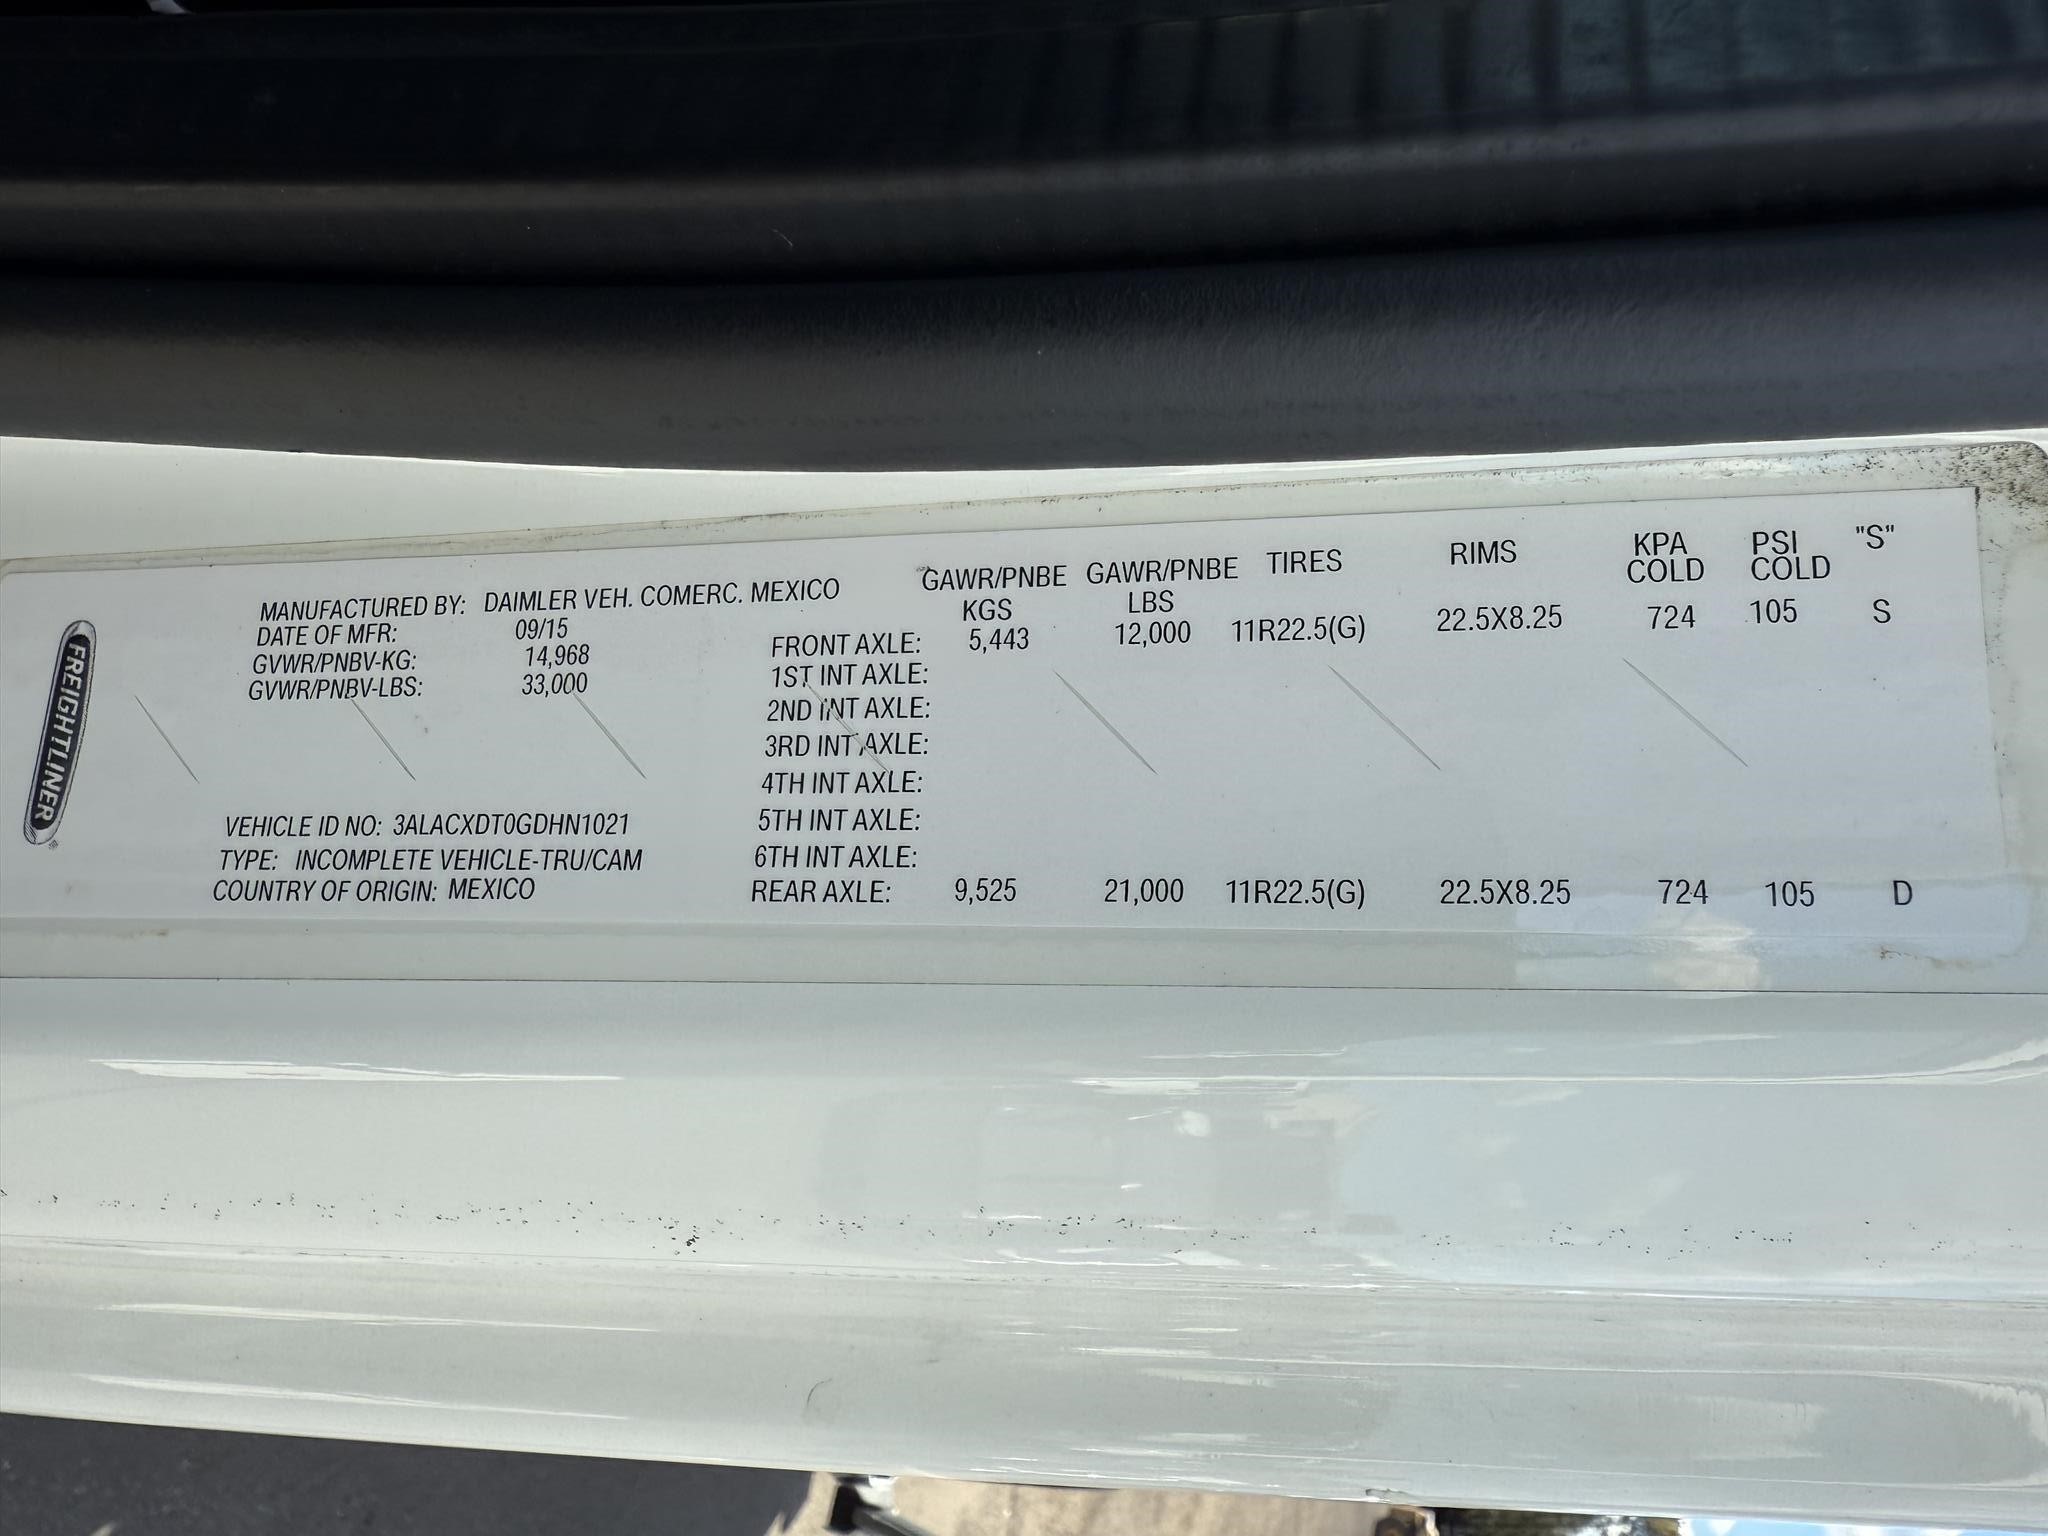 FREIGHTLINER
MANUFACTURED BY: DAIMLER VEH. COMERC. MEXICO
DATE OF MFR: 09/15
GVWR/PNBV-KG: 14,968
GVWR/PNBV-LBS: 33,000
VEHICLE ID NO: 3ALACXDT0GDHN1021
TYPE: INCOMPLETE VEHICLE-TRU/CAM
COUNTRY OF ORIGIN: MEXICO
GAWR/PNBE GAWR/PNBE TIRES RIMS KPA PSI "S"
KGS LBS COLD COLD
FRONT AXLE: 5,443 12,000 11R22.5(G) 22.5X8.25 724 105 S
1ST INT AXLE:
2ND INT AXLE:
3RD INT AXLE:
4TH INT AXLE:
5TH INT AXLE:
6TH INT AXLE:
REAR AXLE: 9,525 21,000 11R22.5(G) 22.5X8.25 724 105 D